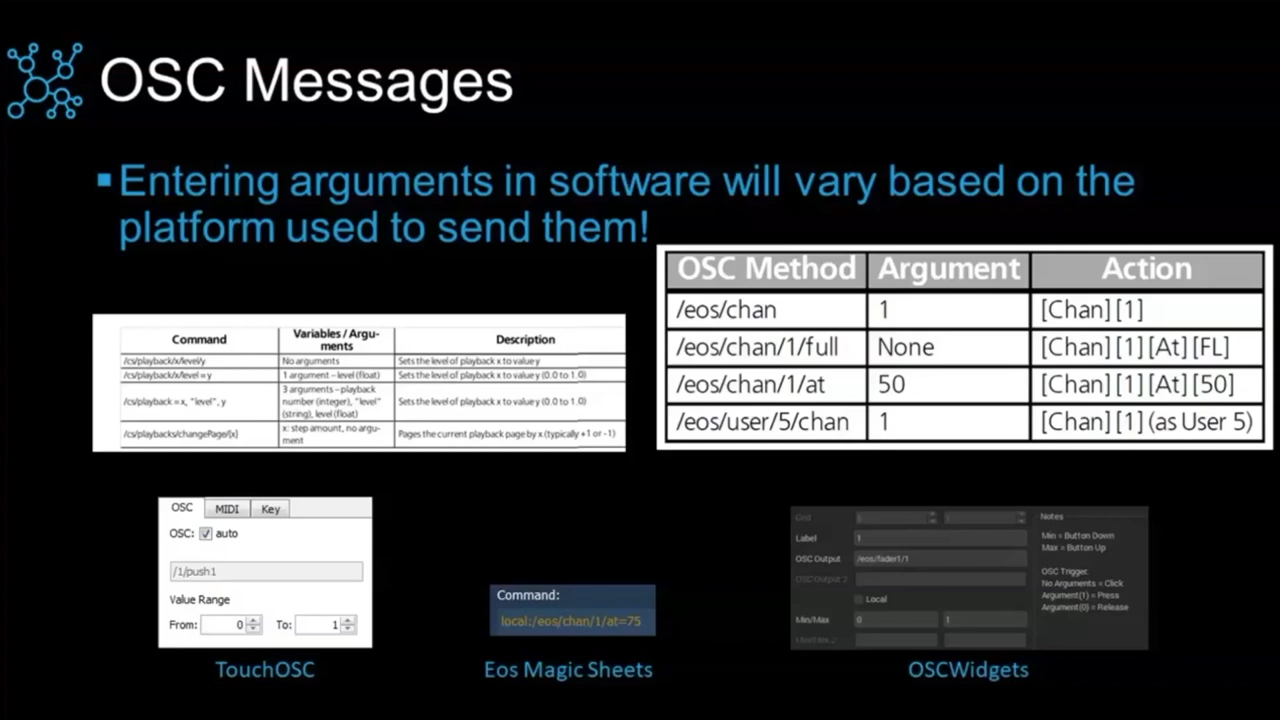 OSC Messages
▪Entering arguments in software will vary based on the
platform used to send them!
OSC Method Argument Action
/eos/chan 1 [Chan] [1]
/eos/chan/1/full None [Chan] [1] [At] [FL]
/eos/chan/1/at 50 [Chan] [1] [At] [50]
/eos/user/5/chan 1 [Chan] [1] (as User 5)
Command Variables / Argu-
ments Description
/cs/playback/x/level/y No arguments Sets the level of playback x to value y
/cs/playback/x/level = y 1 argument – level (float) Sets the level of playback x to value y (0.0 to 1.0)
/cs/playback = x, "level", y 3 arguments – playback
number (integer), "level"
(string), level (float) Sets the level of playback x to value y (0.0 to 1.0)
/cs/playbacks/changePage/{x} x: step amount, no argu-
ment Pages the current playback page by x (typically +1 or -1)
OSC MIDI Key
OSC: auto
/1/push1
Value Range
From: 0 To: 1
TouchOSC
Command:
local:/eos/chan/1/at=75
Eos Magic Sheets
Grid 1 1
Label 1
OSC Output /eos/fader1/1
OSC Output 2
Local
Min/Max 0 1
Notes
Min = Button Down
Max = Button Up
OSC Trigger:
No Arguments = Click
Argument(1) = Press
Argument(0) = Release
OSCWidgets